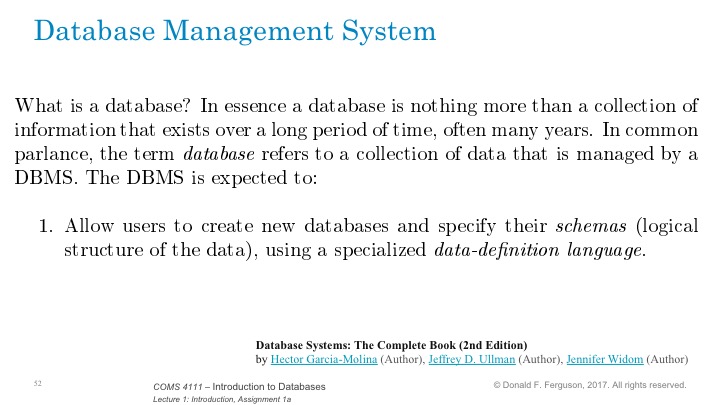 Database Management System
What is a database? In essence a database is nothing more than a collection of
information that exists over a long period of time, often many years. In common
parlance, the term database refers to a collection of data that is managed by a
DBMS. The DBMS is expected to:
1. Allow users to create new databases and specify their schemas (logical
structure of the data), using a specialized data-definition language.
Database Systems: The Complete Book (2nd Edition)
by Hector Garcia-Molina (Author), Jeffrey D. Ullman (Author), Jennifer Widom (Author)
52
COMS 4111 – Introduction to Databases
Lecture 1: Introduction, Assignment 1a
© Donald F. Ferguson, 2017. All rights reserved.